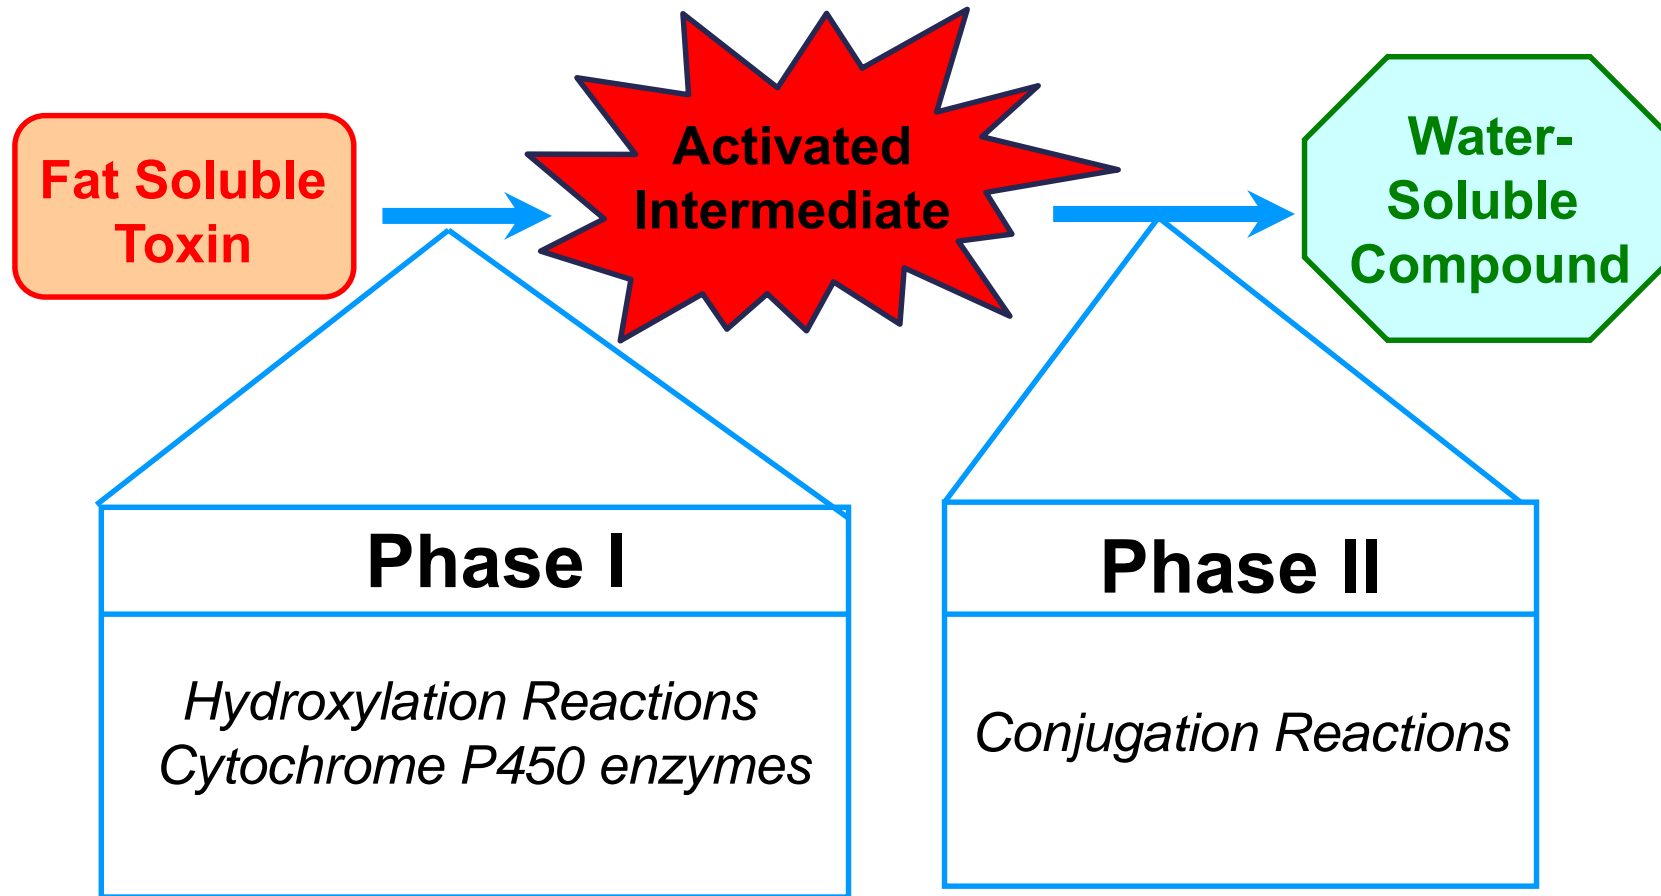 Fat Soluble
Toxin
Activated
Intermediate
Water-
Soluble
Compound
Phase I
Hydroxylation Reactions
Cytochrome P450 enzymes
Phase II
Conjugation Reactions